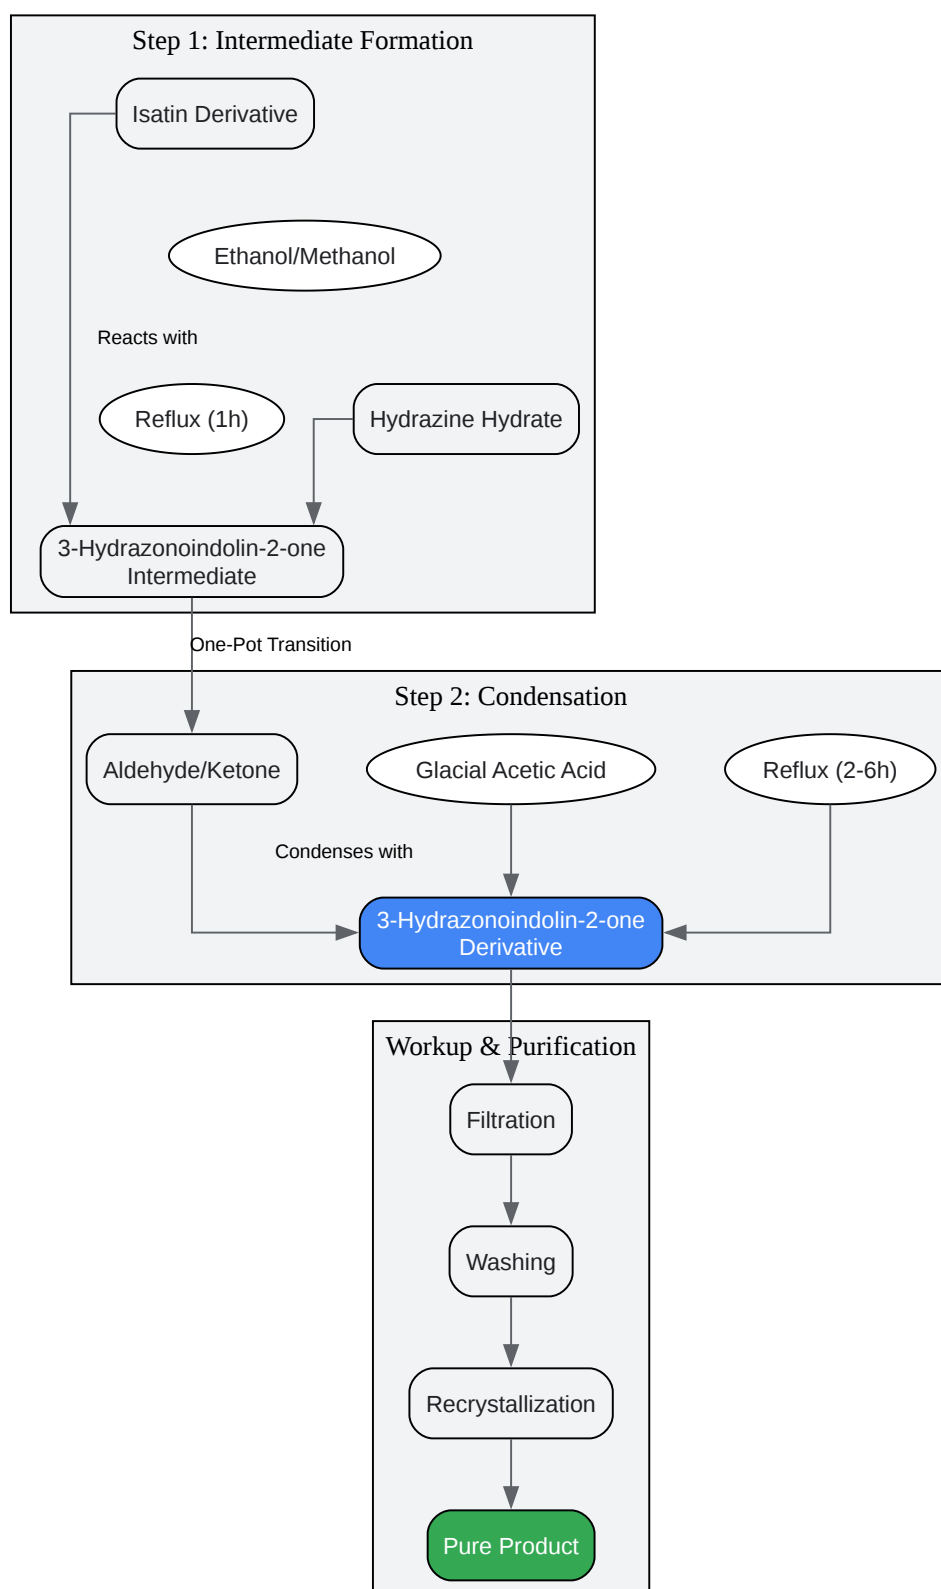 Step 1: Intermediate Formation
Isatin Derivative
Ethanol/Methanol
Reacts with
Reflux (1h)
Hydrazine Hydrate
3-Hydrazonoindolin-2-one
Intermediate
One-Pot Transition
Step 2: Condensation
Aldehyde/Ketone
Glacial Acetic Acid
Reflux (2-6h)
Condenses with
3-Hydrazonoindolin-2-one
Derivative
Workup & Purification
Filtration
Washing
Recrystallization
Pure Product